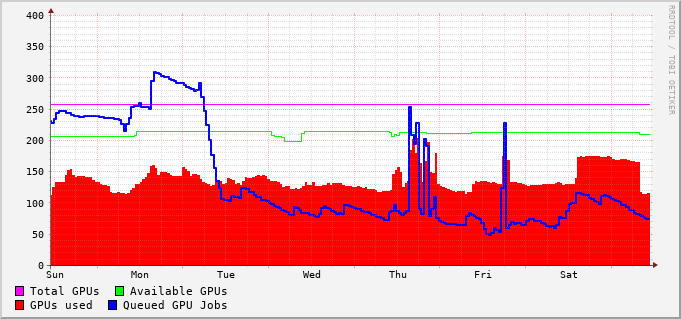 400
350
300
250
200
150
100
50
0
Sun Mon Tue Wed Thu Fri Sat
RRDTOOL / TOBI OETIKER
Total GPUs Available GPUs
GPUs used Queued GPU Jobs